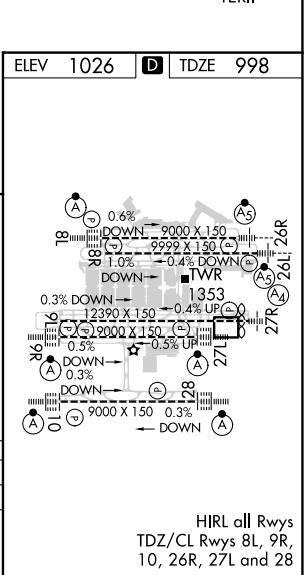 ELEV 1026 D TDZE 998
A
P
0.6%
DOWN
9000 X 150
P
A5
8L
8R
P
9999 X 150
P
26R
26L
1.0%
0.4% DOWN
P
DOWN
TWR
A5
1353
A4
0.3% DOWN
0.4% UP
P
9L
12390 X 150
27R
P
P
9000 X 150
P
9R
0.5%
0.5% UP
27L
DOWN
A
0.3%
A
DOWN
P
28
9000 X 150
0.3%
A
10
DOWN
A
HIRL all Rwys
TDZ/CL Rwys 8L, 9R,
10, 26R, 27L and 28